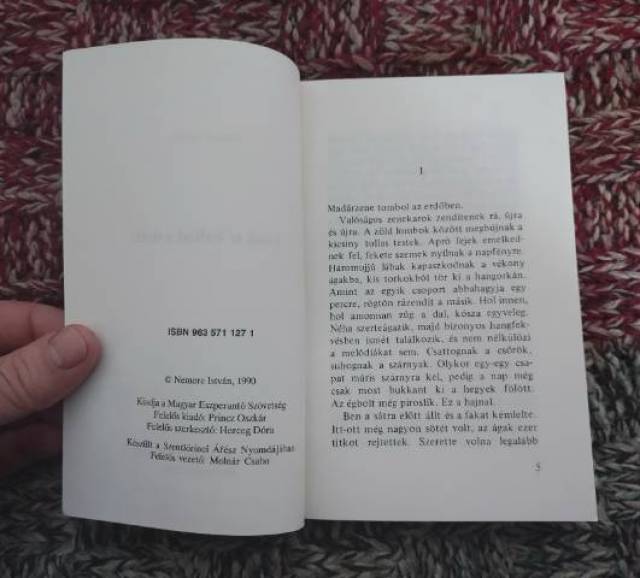 ISBN 963 571 127 1
© Nemere István, 1990
Kiadja a Magyar Eszperantó Szövetség
Felelős kiadó: Princz Oszkár
Felelős szerkesztő: Herceg Dóra
Készült a Szentlőrinci Áfész Nyomdájában
Felelős vezető: Molnár Csaba
1
Madárzene tombol az erdőben.
Valóságos zenekarok zendítenek rá, újra
és újra. A zöld lombok között megbújnak a
kicsiny tollas testek. Apró fejek emelked-
nek fel, fekete szemek nyílnak a napfényre.
Háromujjú lábak kapaszkodnak a vékony
ágakba, kis torkokból tör ki a hangorkán.
Amint az egyik csoport abbahagyja egy
percre, rögtön rázendít a másik. Hol innen,
hol amonnan zúg a dal, kósza egyveleg.
Néha szerteágazik, majd bizonyos hangfek-
vésben ismét találkozik, és nem nélkülözi
a melódiákat sem. Csattognak a csőrök,
suhognak a szárnyak. Olykor egy-egy csa-
pat máris szárnyra kel, pedig a nap még
csak most bukkant ki a hegyek fölött.
Az égbolt még piroslik. Ez a hajnal.
Ben a sátra előtt állt és a fákat kémlelte.
Itt-ott még nagyon sötét volt, az ágak ezer
titkot rejtettek. Szerette volna legalább
5